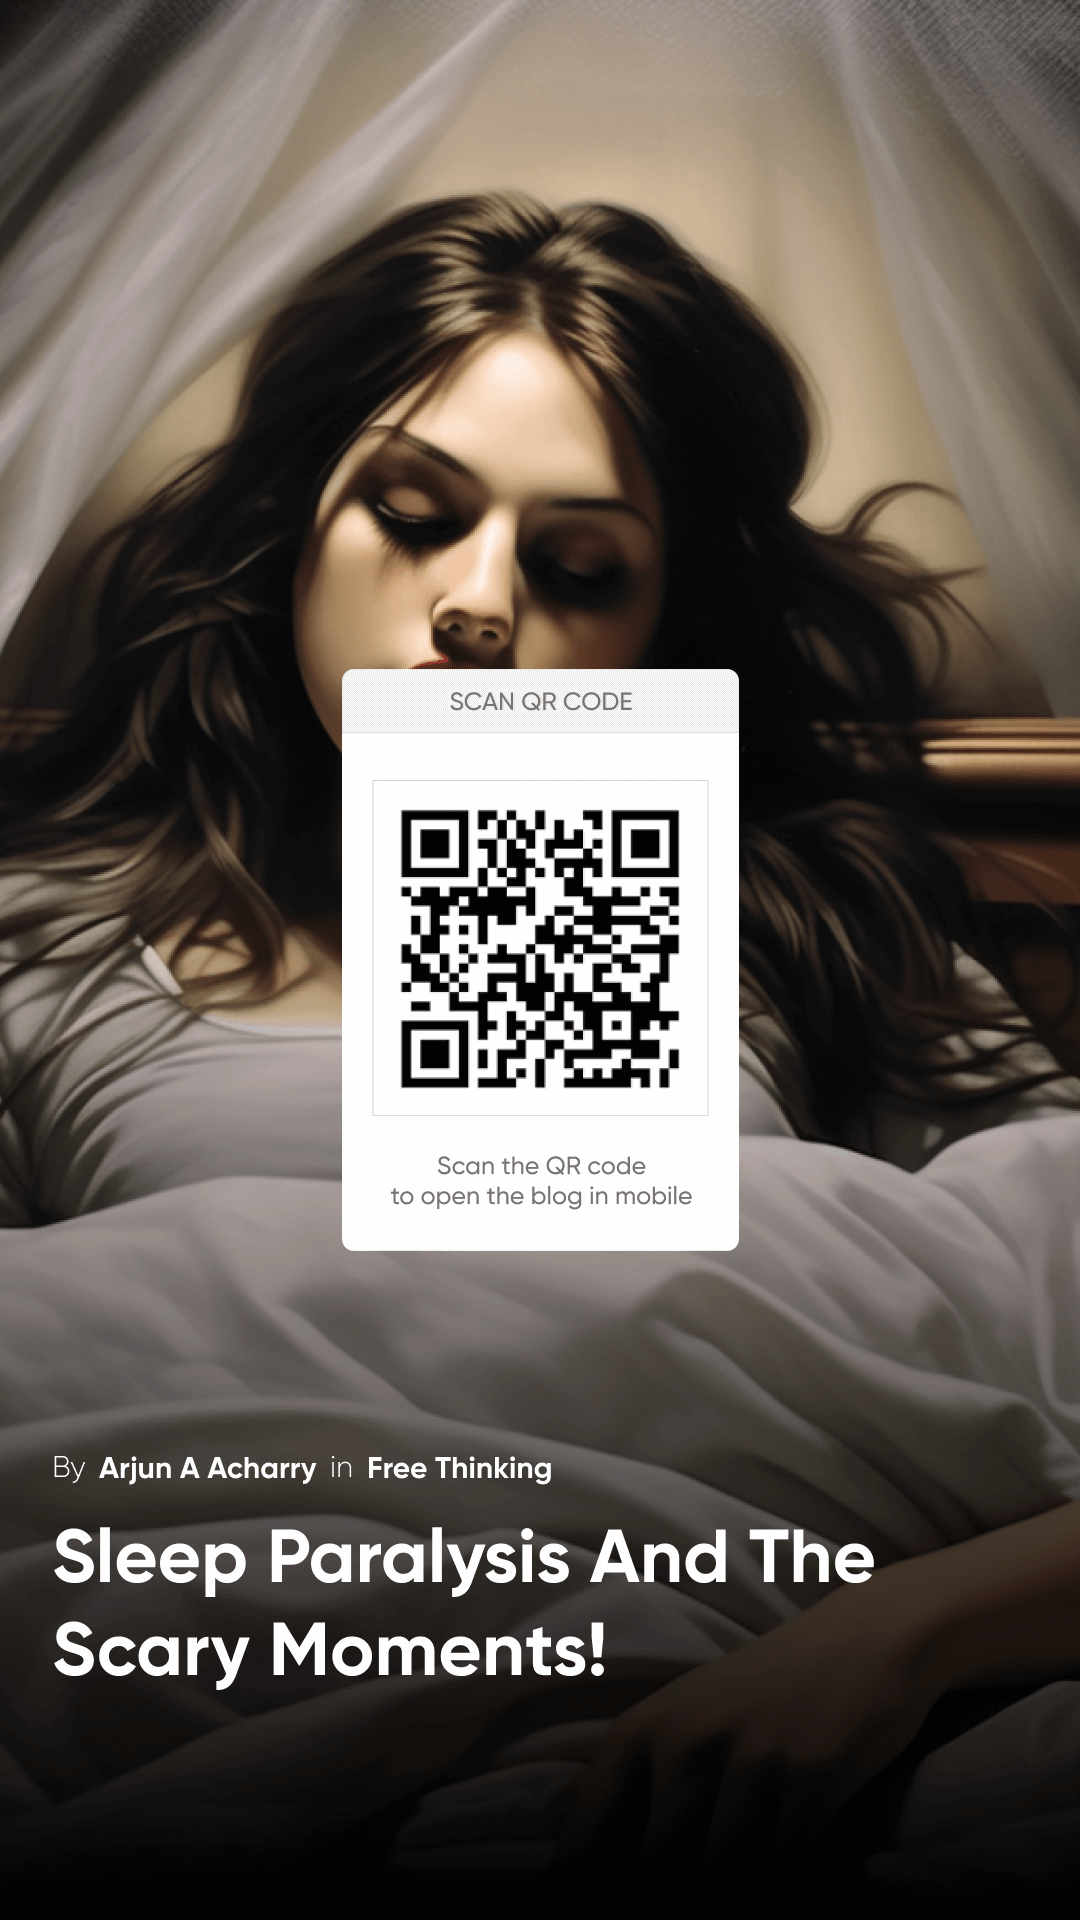 SCAN QR CODE
Scan the QR code
to open the blog in mobile
By Arjun A Acharry in Free Thinking
Sleep Paralysis And The
Scary Moments!